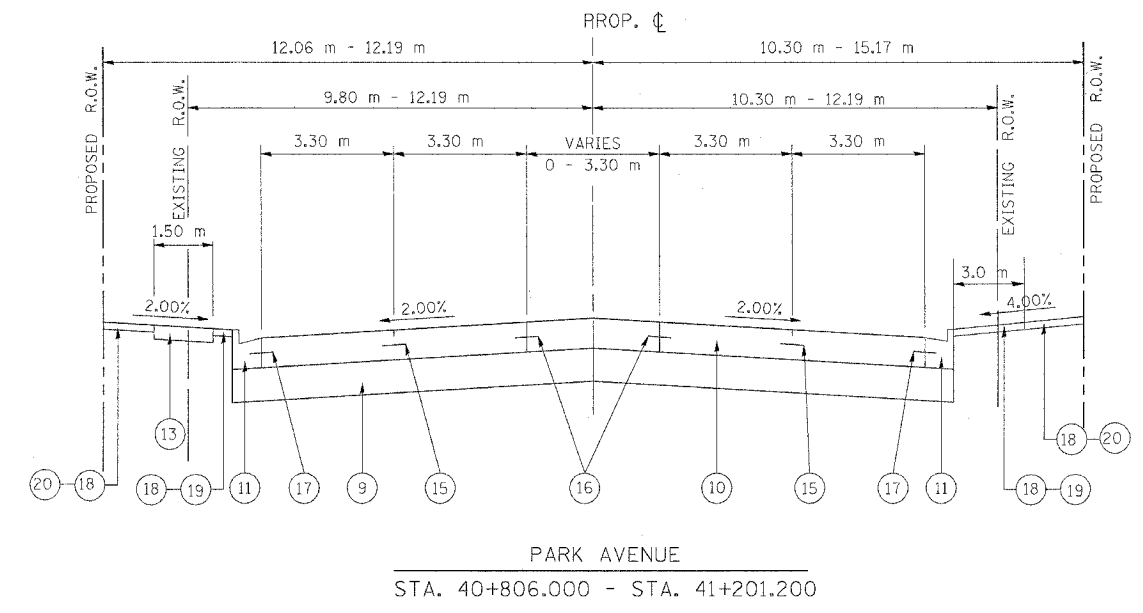 RROP. ℄
12.06 m - 12.19 m
10.30 m - 15.17 m
9.80 m - 12.19 m
10.30 m - 12.19 m
3.30 m
3.30 m
VARIES
0 - 3.30 m
3.30 m
3.30 m
PROPOSED R.O.W.
EXISTING R.O.W.
EXISTING R.O.W.
PROPOSED R.O.W.
1.50 m
3.0 m
2.00%
2.00%
2.00%
4.00%
13
18 20
20 18
18 19
11
17
9
15
16
10
15
17
11
18 19
PARK AVENUE
STA. 40+806.000 - STA. 41+201.200